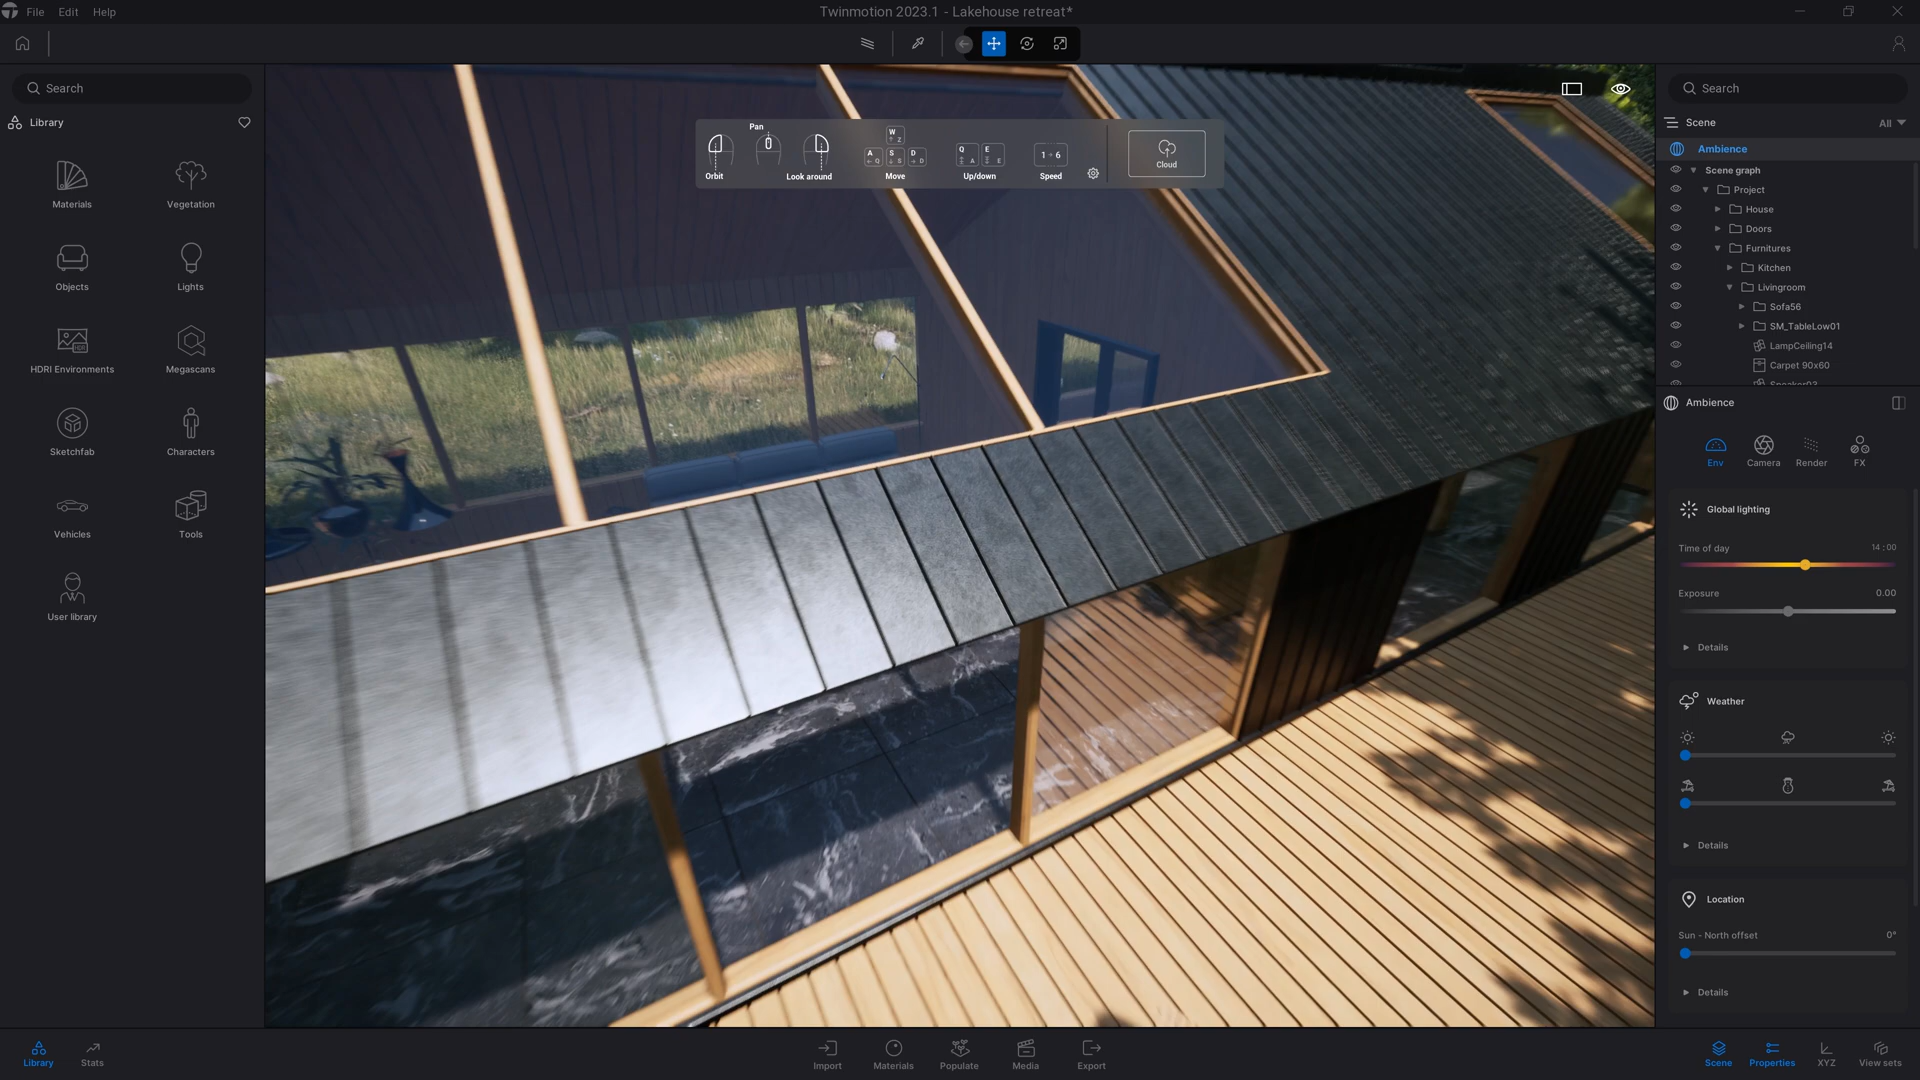 File Edit Help
Twinmotion 2023.1 - Lakehouse retreat*
Search
Library
Materials
Vegetation
Objects
Lights
HDR
HDRI Environments
Megascans
Sketchfab
Characters
Vehicles
Tools
User library
Pan
Orbit
Look around
W
Z
A Q
S S
D D
Move
Q A
E E
Up/down
1 - 6
Speed
Cloud
Search
Scene
All
Ambience
Scene graph
Project
House
Doors
Furnitures
Kitchen
Livingroom
Sofa56
SM_TableLow01
LampCeiling14
Carpet 90x60
Speaker03
Ambience
Env
Camera
Render
FX
Global lighting
Time of day 14 : 00
Exposure 0.00
Details
Weather
Details
Location
Sun - North offset 0°
Details
Library
Stats
Import
Materials
Populate
Media
Export
Scene
Properties
XYZ
View sets